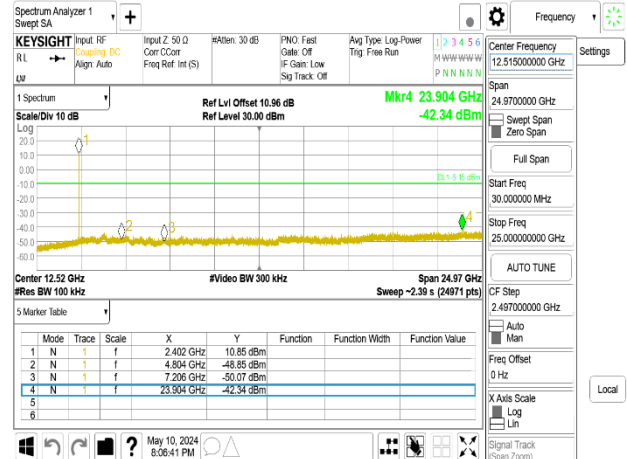 Spectrum Analyzer 1
Swept SA
Frequency
KEYSIGHT
RL
Input: RF
Coupling: DC
Align: Auto
Input Z: 50 Ω
Corr CCorr
Freq Ref: Int (S)
#Atten: 30 dB
PNO: Fast
Gate: Off
IF Gain: Low
Sig Track: Off
Avg Type: Log-Power
Trig: Free Run
1 2 3 4 5 6
M W W W W W
P N N N N N
1 Spectrum
Scale/Div 10 dB
Ref Lvl Offset 10.96 dB
Ref Level 30.00 dBm
Mkr4 23.904 GHz
-42.34 dBm
Log
20.0
10.0
0.00
-10.0
-20.0
-30.0
-40.0
-50.0
-60.0
1
2
3
4
Center 12.52 GHz
#Res BW 100 kHz
#Video BW 300 kHz
Span 24.97 GHz
Sweep ~2.39 s (24971 pts)
5 Marker Table
Mode Trace Scale X Y Function Function Width Function Value
1 N 1 f 2.402 GHz 10.85 dBm
2 N 1 f 4.804 GHz -48.85 dBm
3 N 1 f 7.206 GHz -50.07 dBm
4 N 1 f 23.904 GHz -42.34 dBm
5
6
May 10, 2024
8:06:41 PM
Center Frequency
12.515000000 GHz
Settings
Span
24.9700000 GHz
Swept Span
Zero Span
Full Span
Start Freq
30.000000 MHz
Stop Freq
25.000000000 GHz
AUTO TUNE
CF Step
2.497000000 GHz
Auto
Man
Freq Offset
0 Hz
X Axis Scale
Log
Lin
Local
Signal Track
(Span Zoom)